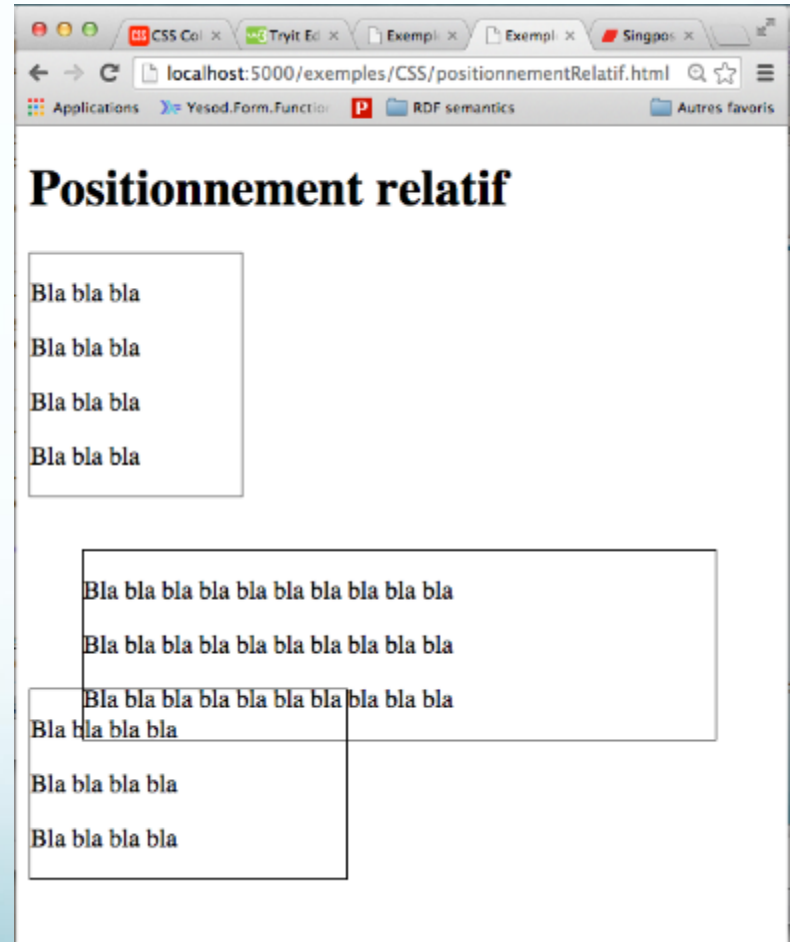 CSS Col
Tryit Ed
Exempl
Exempl
Singpos
localhost:5000/exemples/CSS/positionnementRelatif.html
Applications
Yesod.Form.Function
RDF semantics
Autres favoris
Positionnement relatif
Bla bla bla
Bla bla bla
Bla bla bla
Bla bla bla
Bla bla bla bla bla bla bla bla bla bla
Bla bla bla bla bla bla bla bla bla bla
Bla bla bla bla bla bla bla bla bla bla
Bla bla bla bla
Bla bla bla bla
Bla bla bla bla